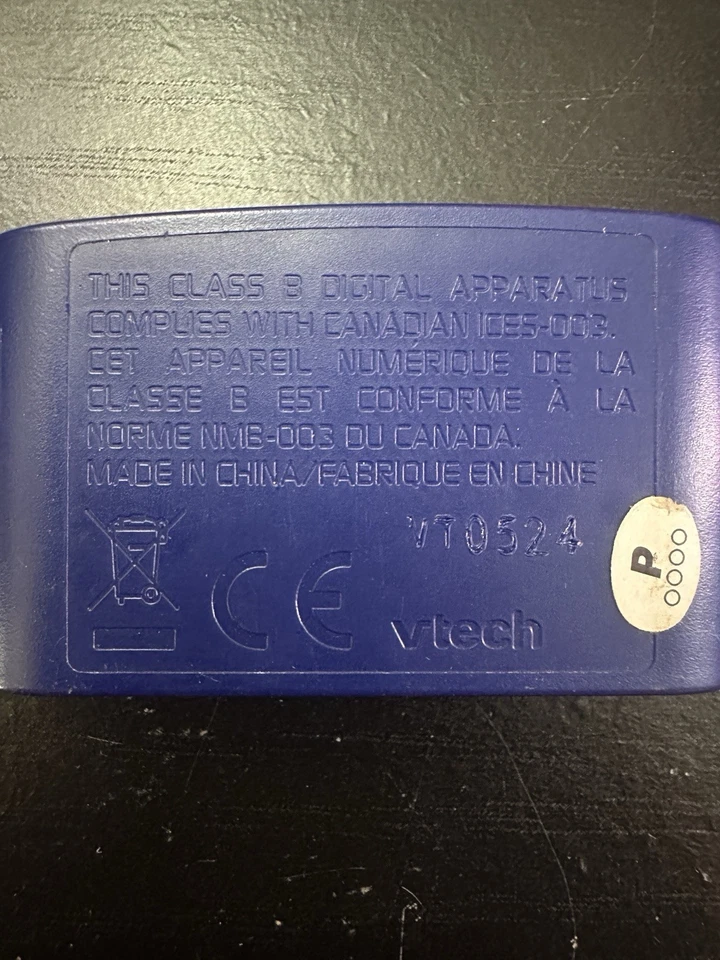 THIS CLASS B DIGITAL APPARATUS
COMPLIES WITH CANADIAN ICES-003.
CET APPAREIL NUMÉRIQUE DE LA
CLASSE B EST CONFORME À LA
NORME NMB-003 DU CANADA.
MADE IN CHINA/FABRIQUE EN CHINE
VT0524
CE
vtech
P